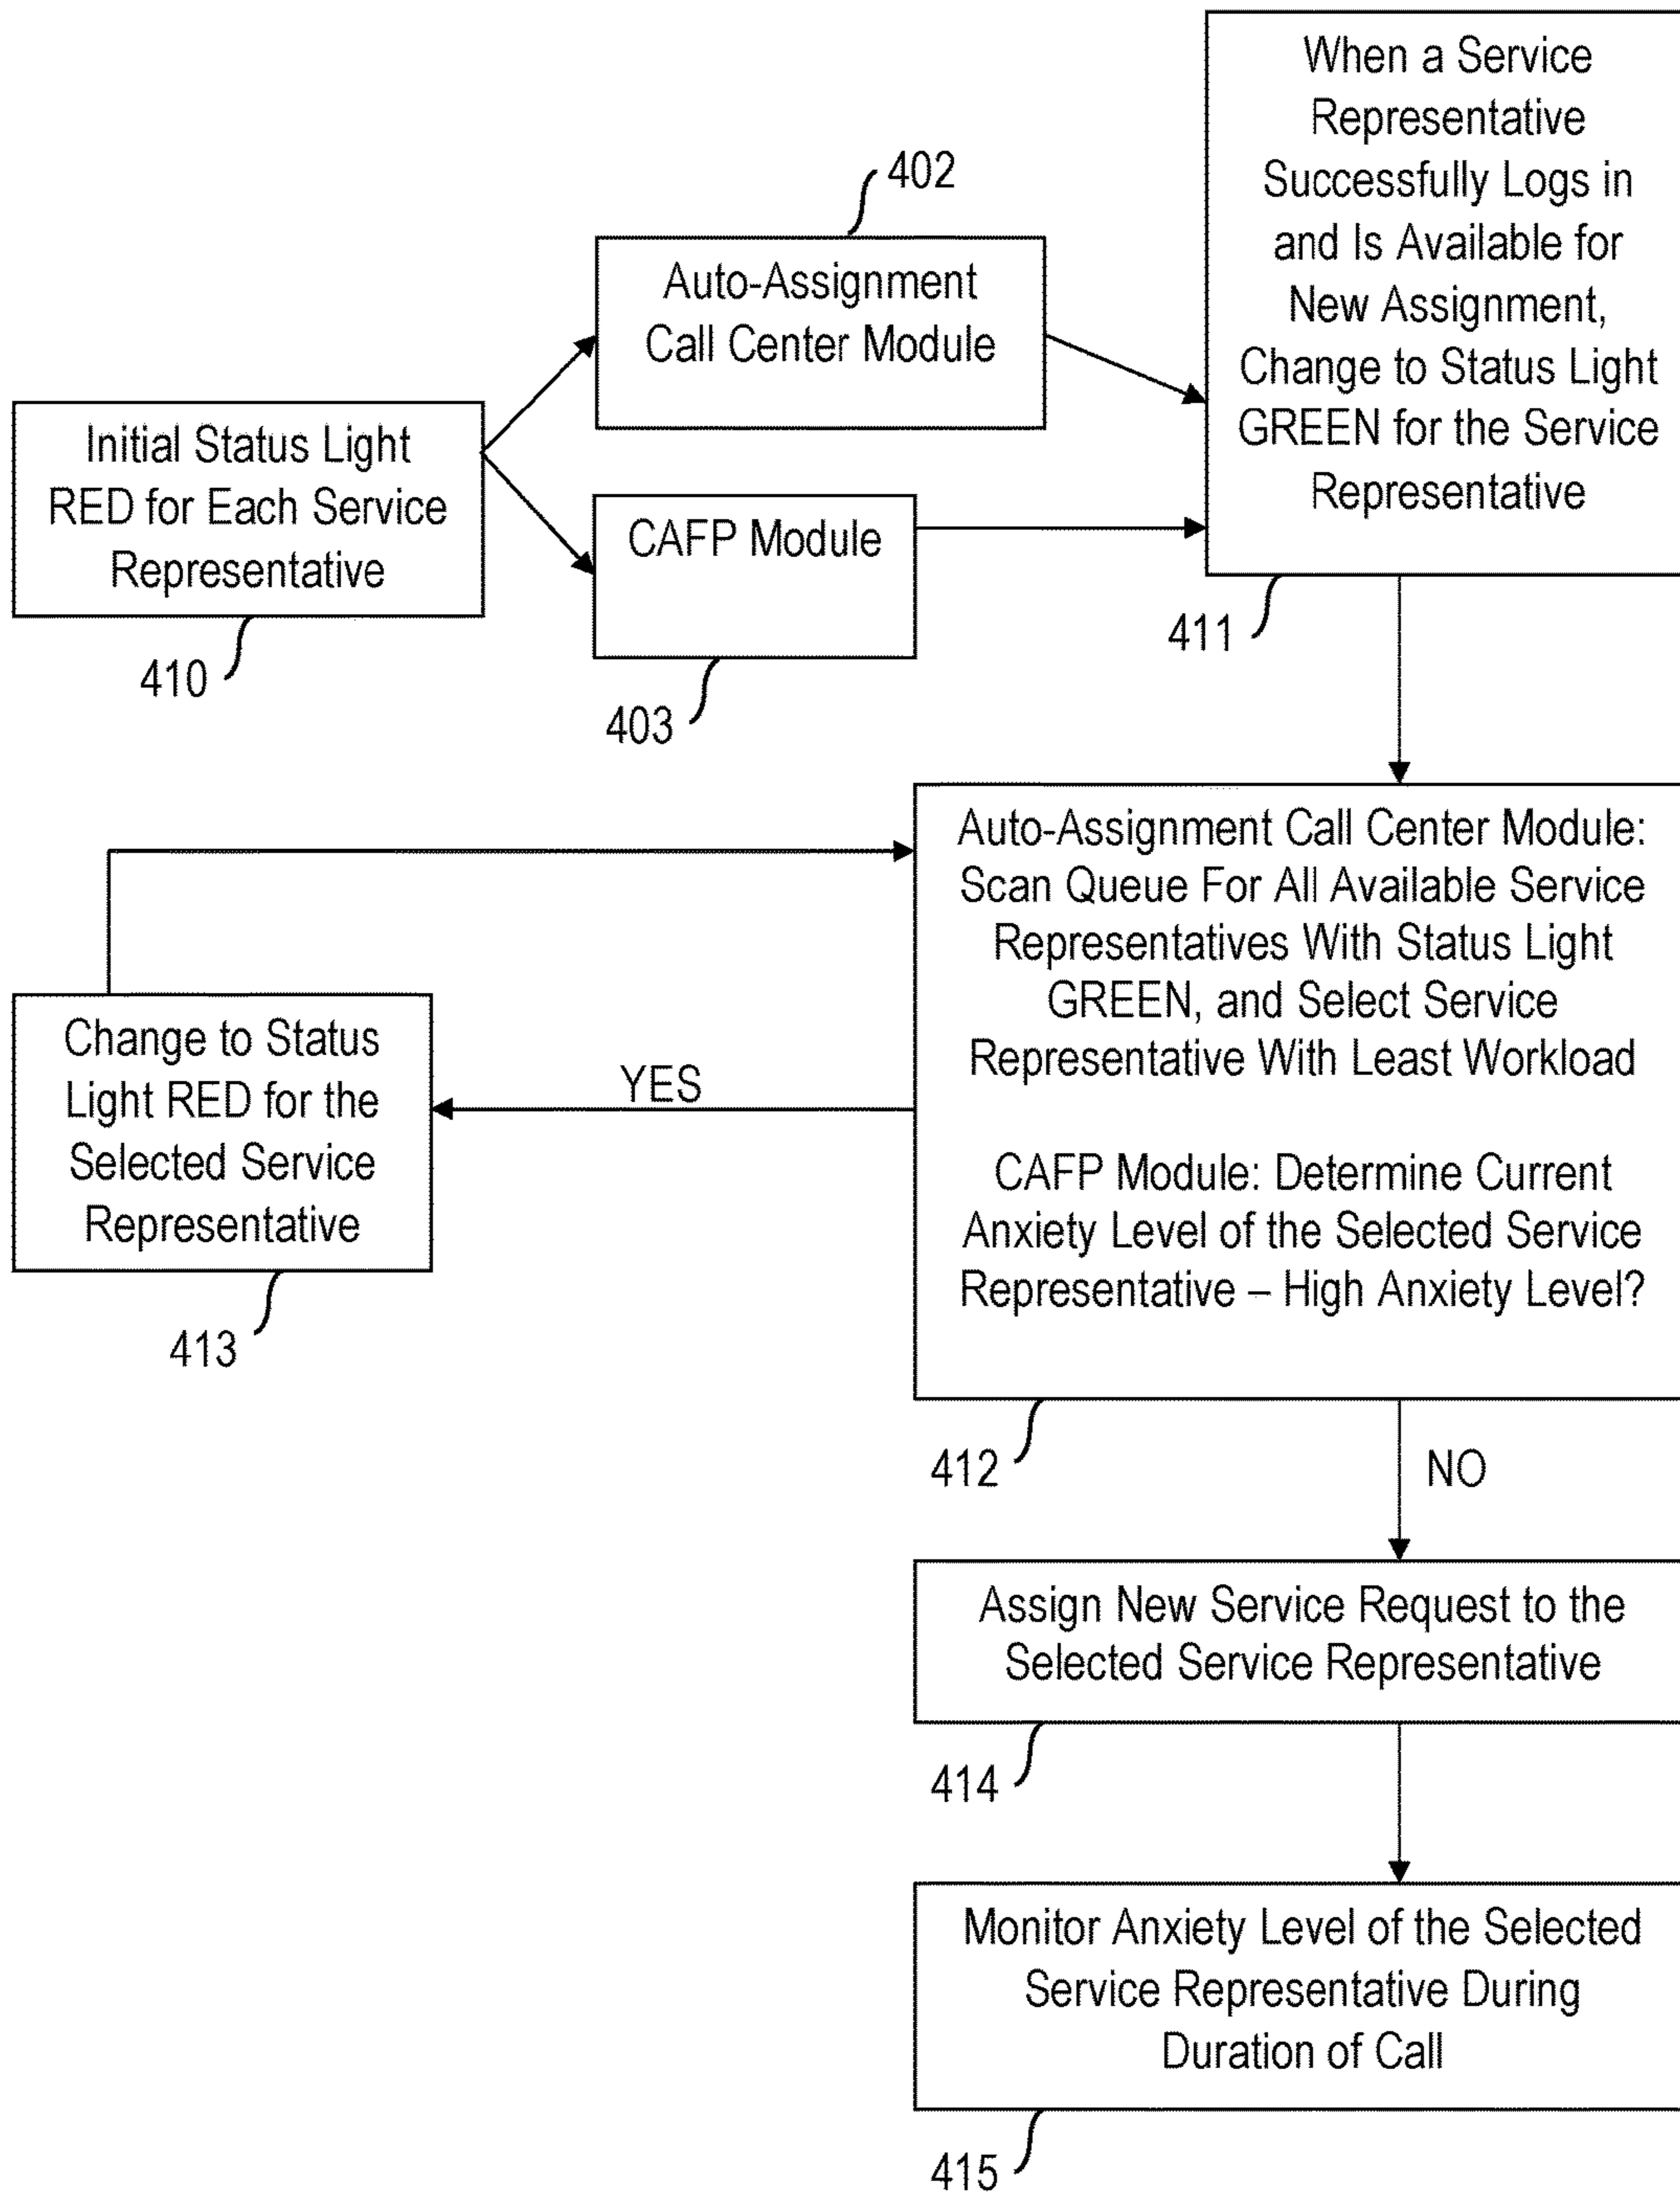 When a Service
Representative
Successfully Logs in
and Is Available for
New Assignment,
Change to Status Light
GREEN for the Service
Representative
402
Auto-Assignment
Call Center Module
Initial Status Light
RED for Each Service
Representative
CAFP Module
411
410
403
Auto-Assignment Call Center Module:
Scan Queue For All Available Service
Representatives With Status Light
GREEN, and Select Service
Representative With Least Workload
CAFP Module: Determine Current
Anxiety Level of the Selected Service
Representative – High Anxiety Level?
YES
Change to Status
Light RED for the
Selected Service
Representative
413
412
NO
Assign New Service Request to the
Selected Service Representative
414
Monitor Anxiety Level of the Selected
Service Representative During
Duration of Call
415